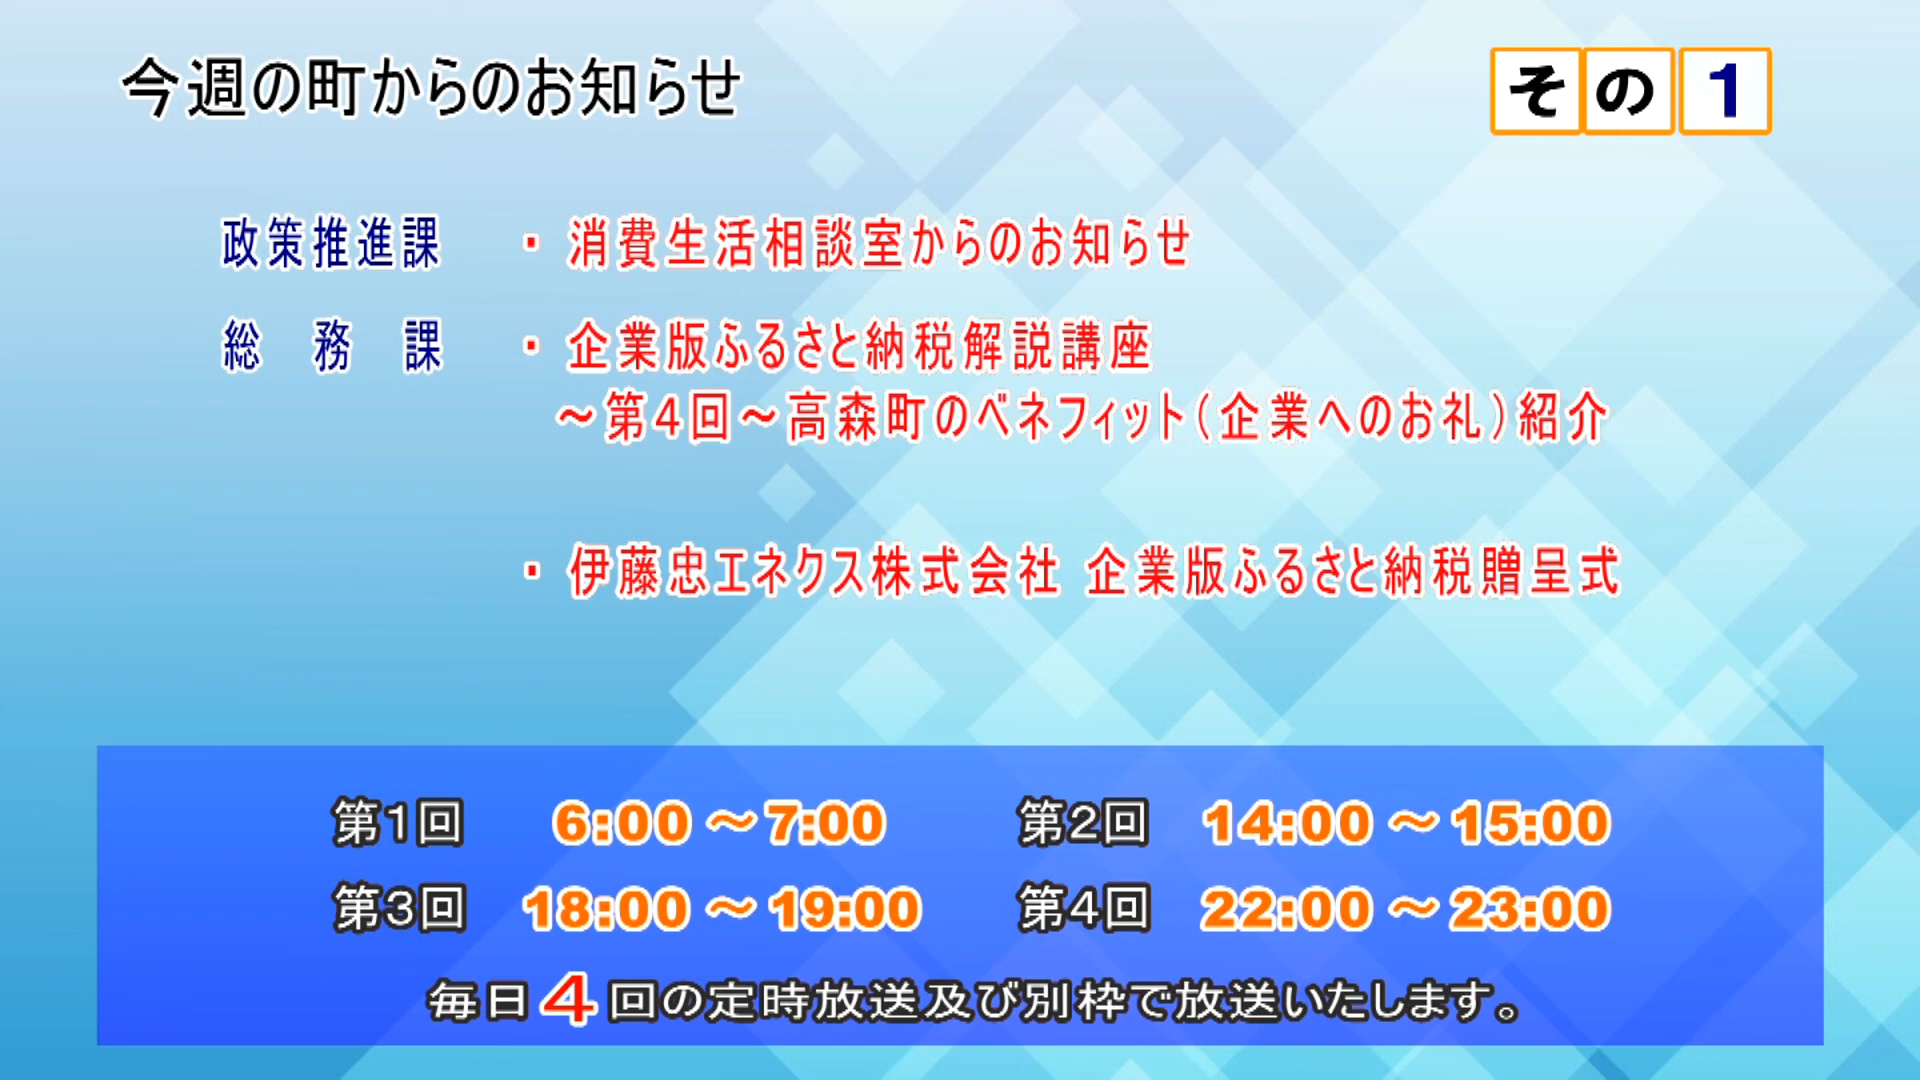 今週の町からのお知らせ
その1
政策推進課 ・消費生活相談室からのお知らせ
総務課 ・企業版ふるさと納税解説講座
～第4回～高森町のベネフィット(企業へのお礼)紹介
・伊藤忠エネクス株式会社 企業版ふるさと納税贈呈式
第1回 6:00～7:00 第2回 14:00～15:00
第3回 18:00～19:00 第4回 22:00～23:00
毎日4回の定時放送及び別枠で放送いたします。